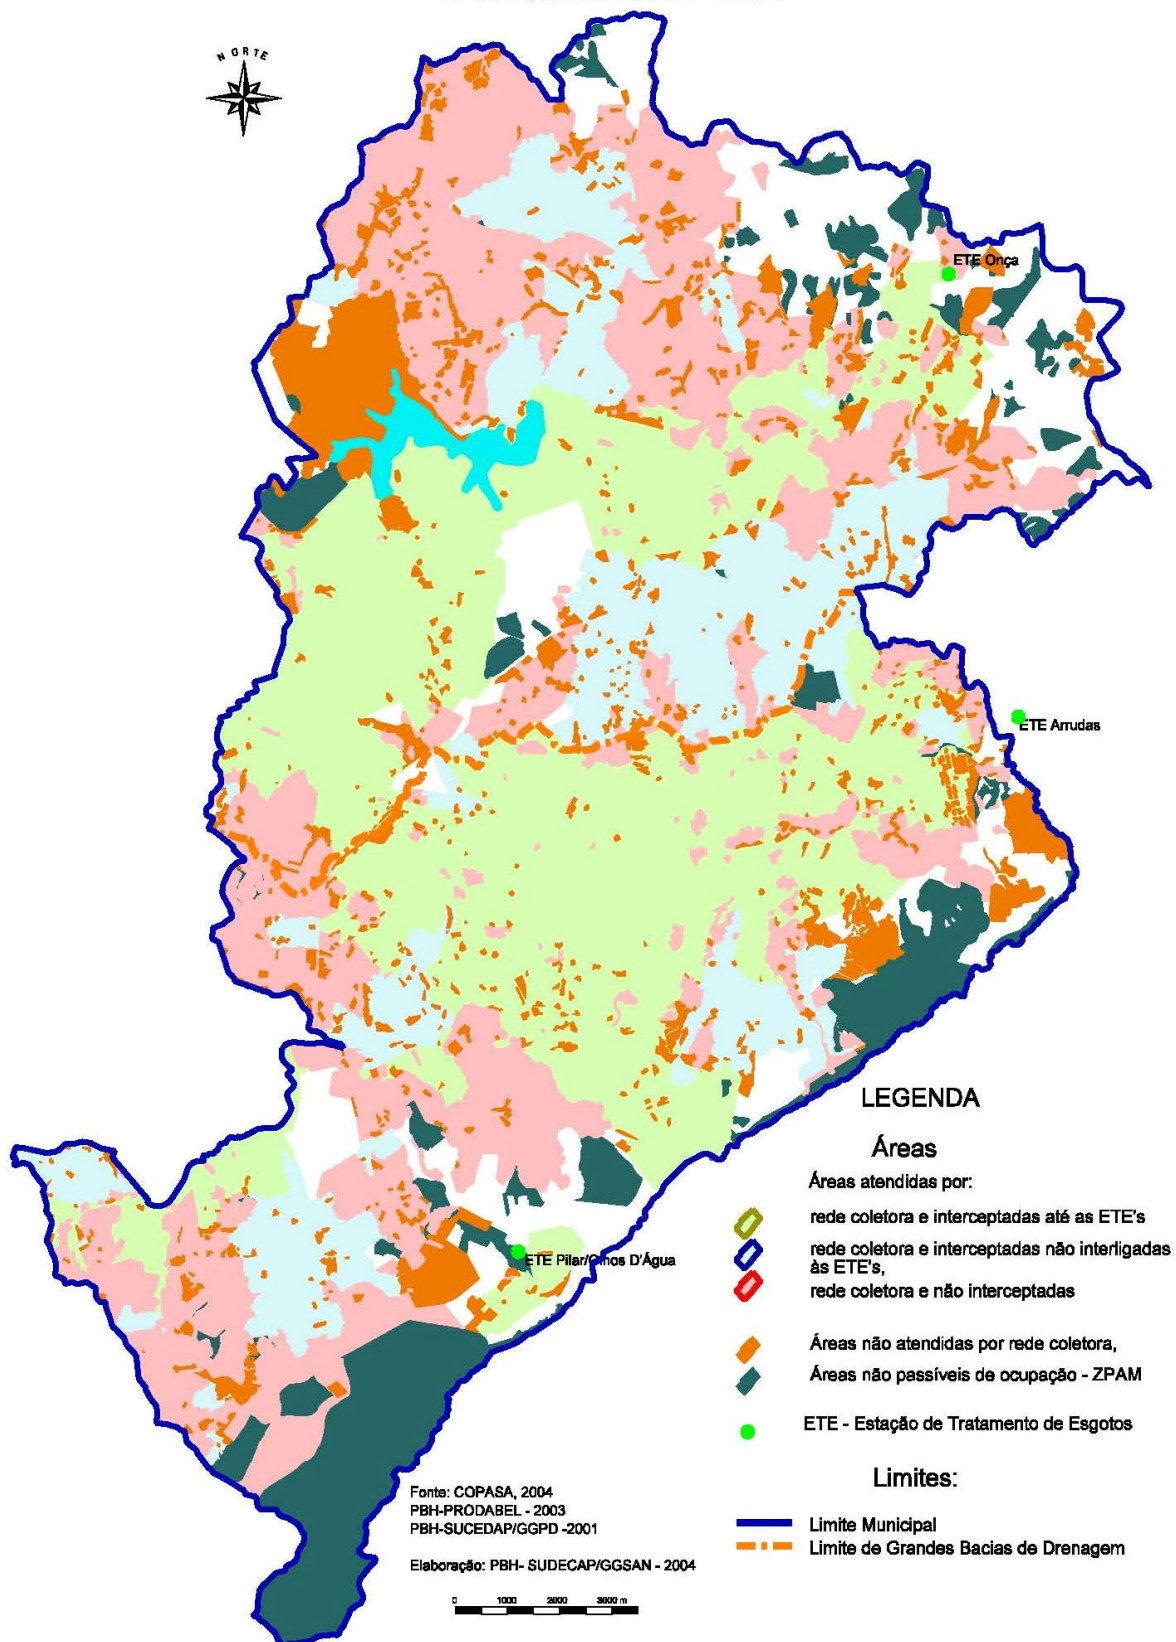 NORTE
ETE Onça
ETE Arrudas
LEGENDA
Áreas
Áreas atendidas por:
rede coletora e interceptadas até as ETE's
rede coletora e interceptadas não interligadas
às ETE's,
rede coletora e não interceptadas
ETE Pilar/Olhos D'Água
Áreas não atendidas por rede coletora,
Áreas não passíveis de ocupação - ZPAM
ETE - Estação de Tratamento de Esgotos
Limites:
Limite Municipal
Limite de Grandes Bacias de Drenagem
Fonte: COPASA, 2004
PBH-PRODABEL - 2003
PBH-SUCEDAP/GGPD -2001
Elaboração: PBH- SUDECAP/GGSAN - 2004
0 1000 2000 3000 m